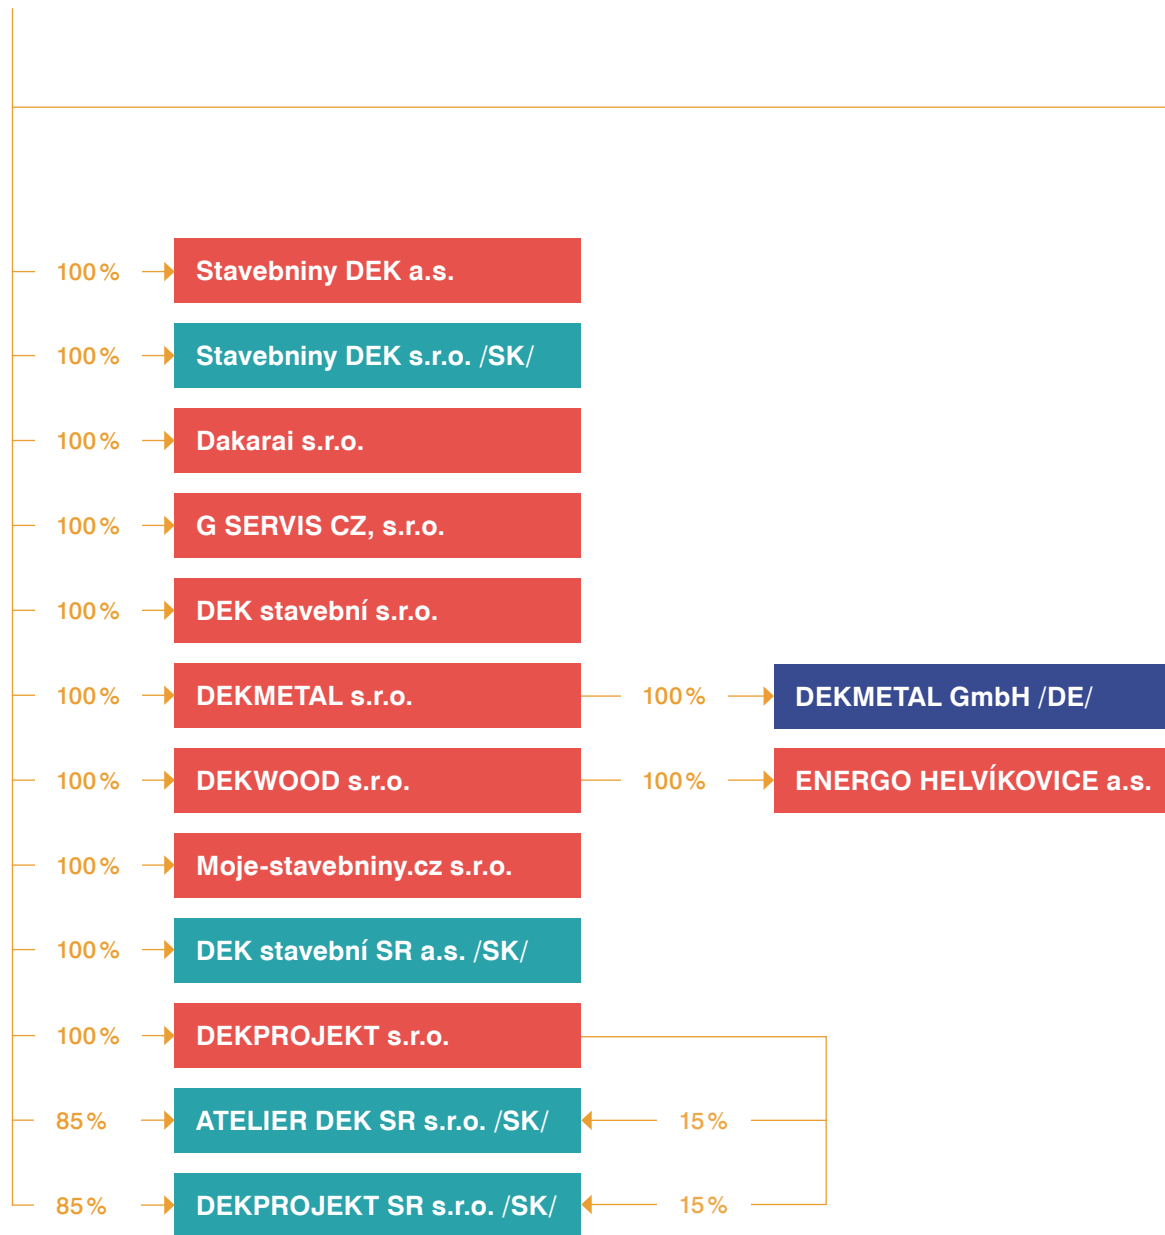 100% Stavebniny DEK a.s.
100% Stavebniny DEK s.r.o. /SK/
100% Dakarai s.r.o.
100% G SERVIS CZ, s.r.o.
100% DEK stavební s.r.o.
100% DEKMETAL s.r.o. 100% DEKMETAL GmbH /DE/
100% DEKWOOD s.r.o. 100% ENERGO HELVÍKOVICE a.s.
100% Moje-stavebniny.cz s.r.o.
100% DEK stavební SR a.s. /SK/
100% DEKPROJEKT s.r.o.
85% ATELIER DEK SR s.r.o. /SK/ 15%
85% DEKPROJEKT SR s.r.o. /SK/ 15%